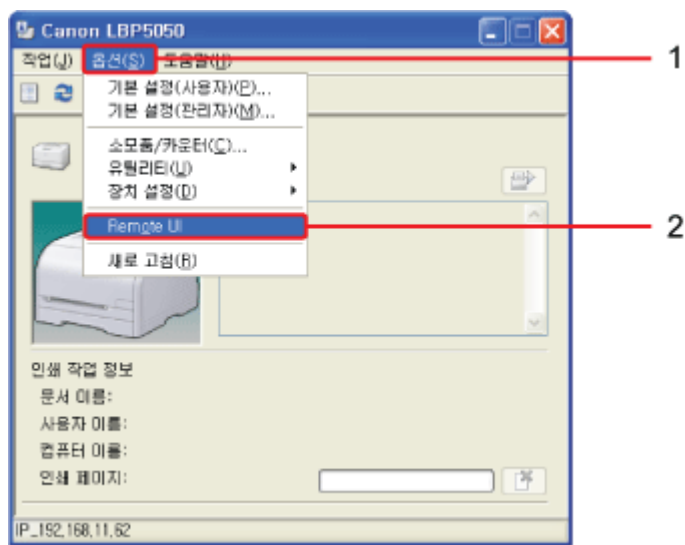 Canon LBP5050
작업(J) 옵션(S) 도움말(H)
1
기본 설정(사용자)(P)...
기본 설정(관리자)(M)...
소모품/카운터(C)...
유틸리티(U)
장치 설정(D)
Remote UI
2
새로 고침(R)
인쇄 작업 정보
문서 이름:
사용자 이름:
컴퓨터 이름:
인쇄 페이지:
IP_192,168,11,62